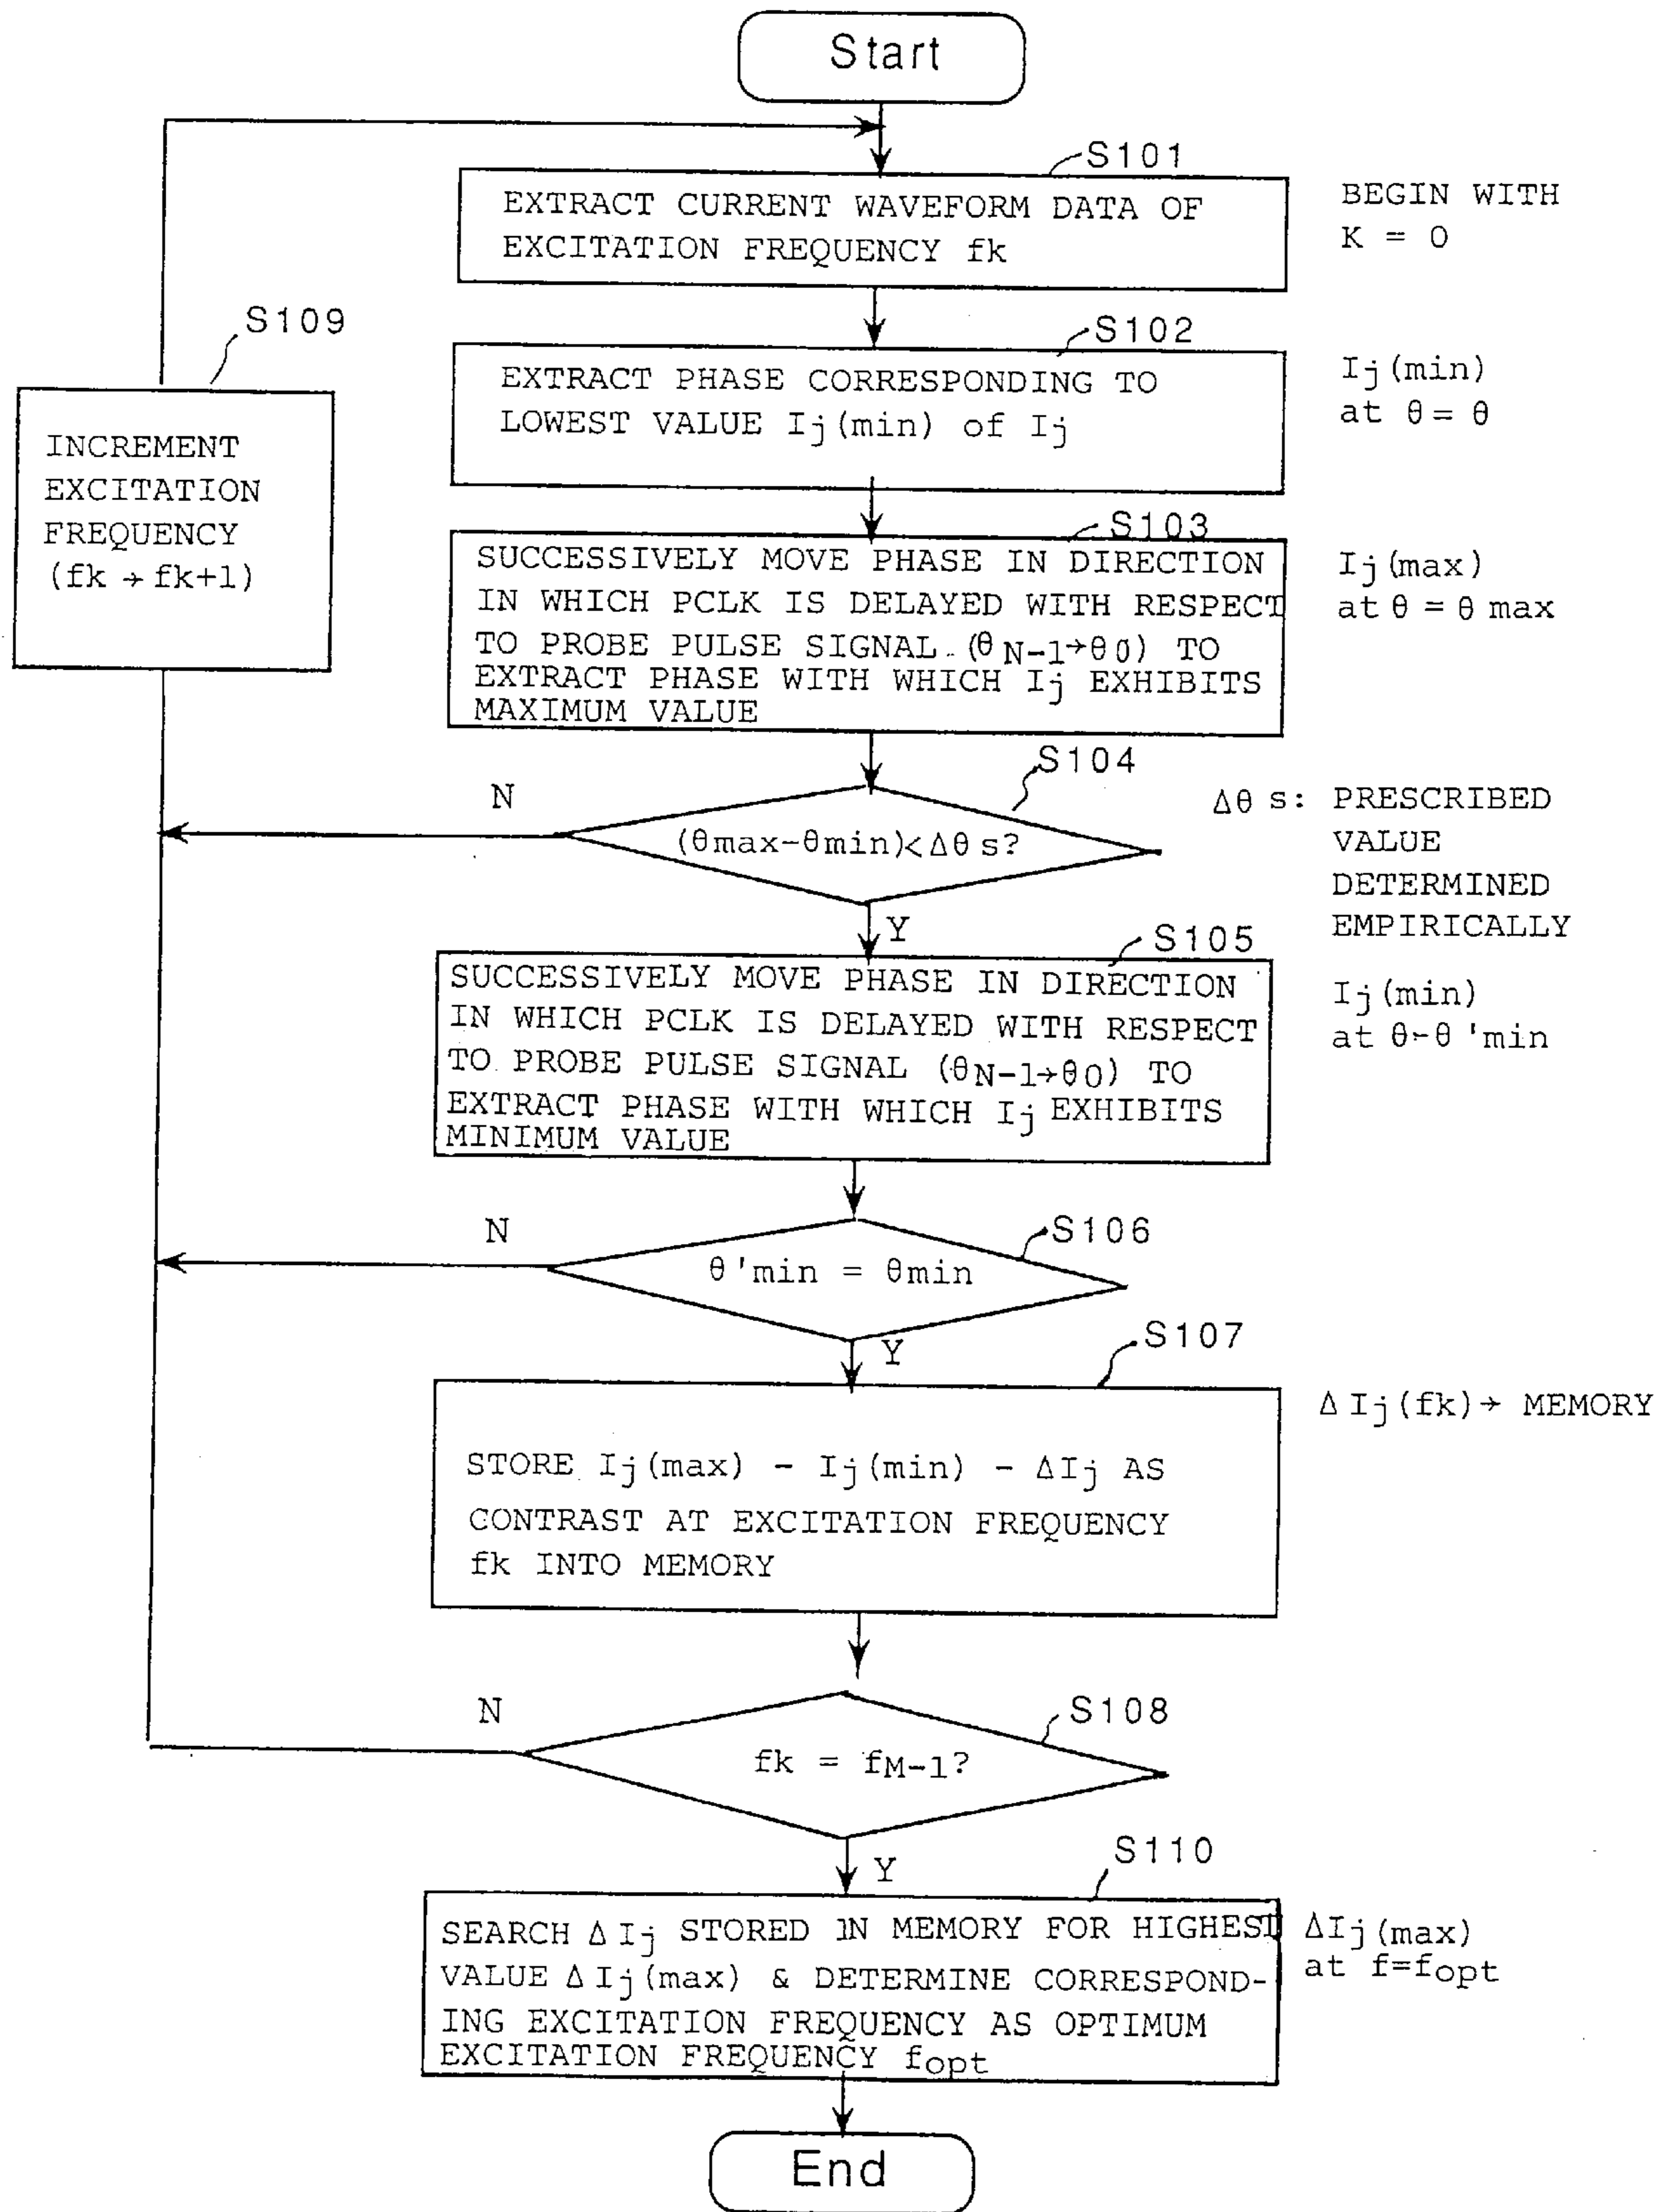 Start
S101
EXTRACT CURRENT WAVEFORM DATA OF
EXCITATION FREQUENCY fk
BEGIN WITH
K = 0
S109
INCREMENT
EXCITATION
FREQUENCY
(fk → fk+1)
S102
EXTRACT PHASE CORRESPONDING TO
LOWEST VALUE Ij(min) of Ij
Ij(min)
at θ = θ
S103
SUCCESSIVELY MOVE PHASE IN DIRECTION
IN WHICH PCLK IS DELAYED WITH RESPECT
TO PROBE PULSE SIGNAL (θN-1→θ0) TO
EXTRACT PHASE WITH WHICH Ij EXHIBITS
MAXIMUM VALUE
Ij(max)
at θ = θ max
S104
N
(θmax-θmin)<Δθ s?
Y
Δθ s: PRESCRIBED
VALUE
DETERMINED
EMPIRICALLY
S105
SUCCESSIVELY MOVE PHASE IN DIRECTION
IN WHICH PCLK IS DELAYED WITH RESPECT
TO PROBE PULSE SIGNAL (θN-1→θ0) TO
EXTRACT PHASE WITH WHICH Ij EXHIBITS
MINIMUM VALUE
Ij(min)
at θ-θ'min
S106
N
θ'min = θmin
Y
S107
STORE Ij(max) - Ij(min) - ΔIj AS
CONTRAST AT EXCITATION FREQUENCY
fk INTO MEMORY
ΔIj(fk)→ MEMORY
S108
N
fk = fM-1?
Y
S110
SEARCH ΔIj STORED IN MEMORY FOR HIGHEST
VALUE ΔIj(max) & DETERMINE CORRESPOND-
ING EXCITATION FREQUENCY AS OPTIMUM
EXCITATION FREQUENCY fopt
ΔIj(max)
at f=fopt
End